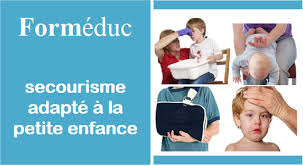 Forméduc
secourisme
adapté à la
petite enfance